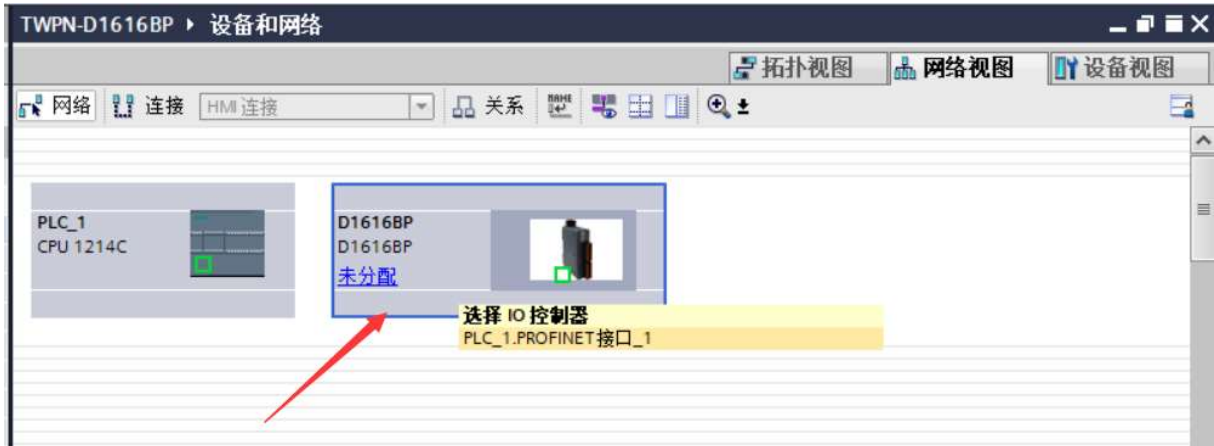 TWPN-D1616BP ▸ 设备和网络
拓扑视图 网络视图 设备视图
网络 连接 HMI 连接 关系
PLC_1
CPU 1214C
D1616BP
D1616BP
未分配
选择 IO 控制器
PLC_1.PROFINET接口_1